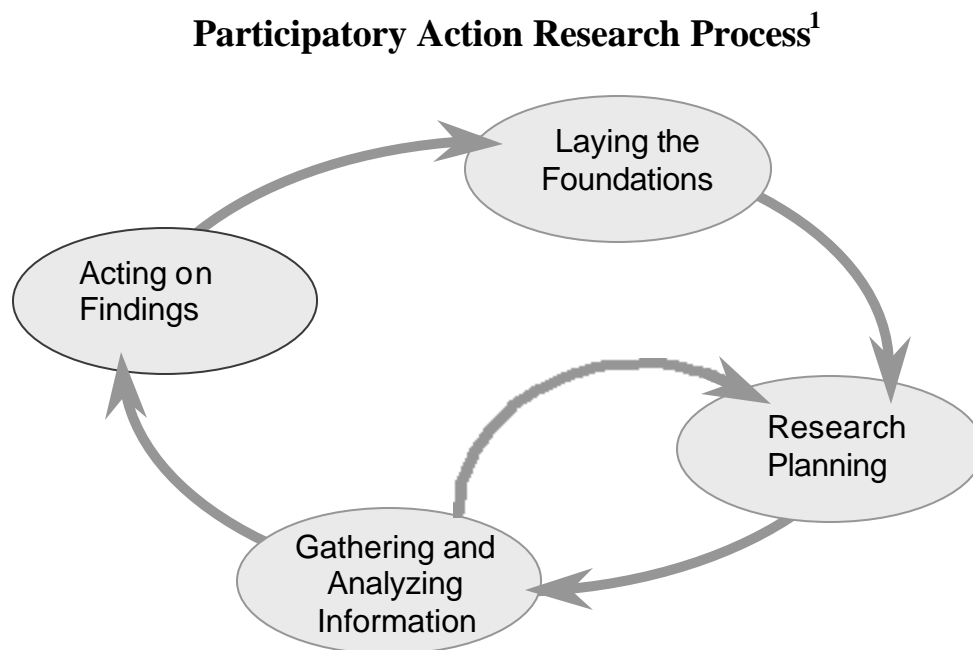 Participatory Action Research Process¹
Laying the
Foundations
Acting on
Findings
Research
Planning
Gathering and
Analyzing
Information